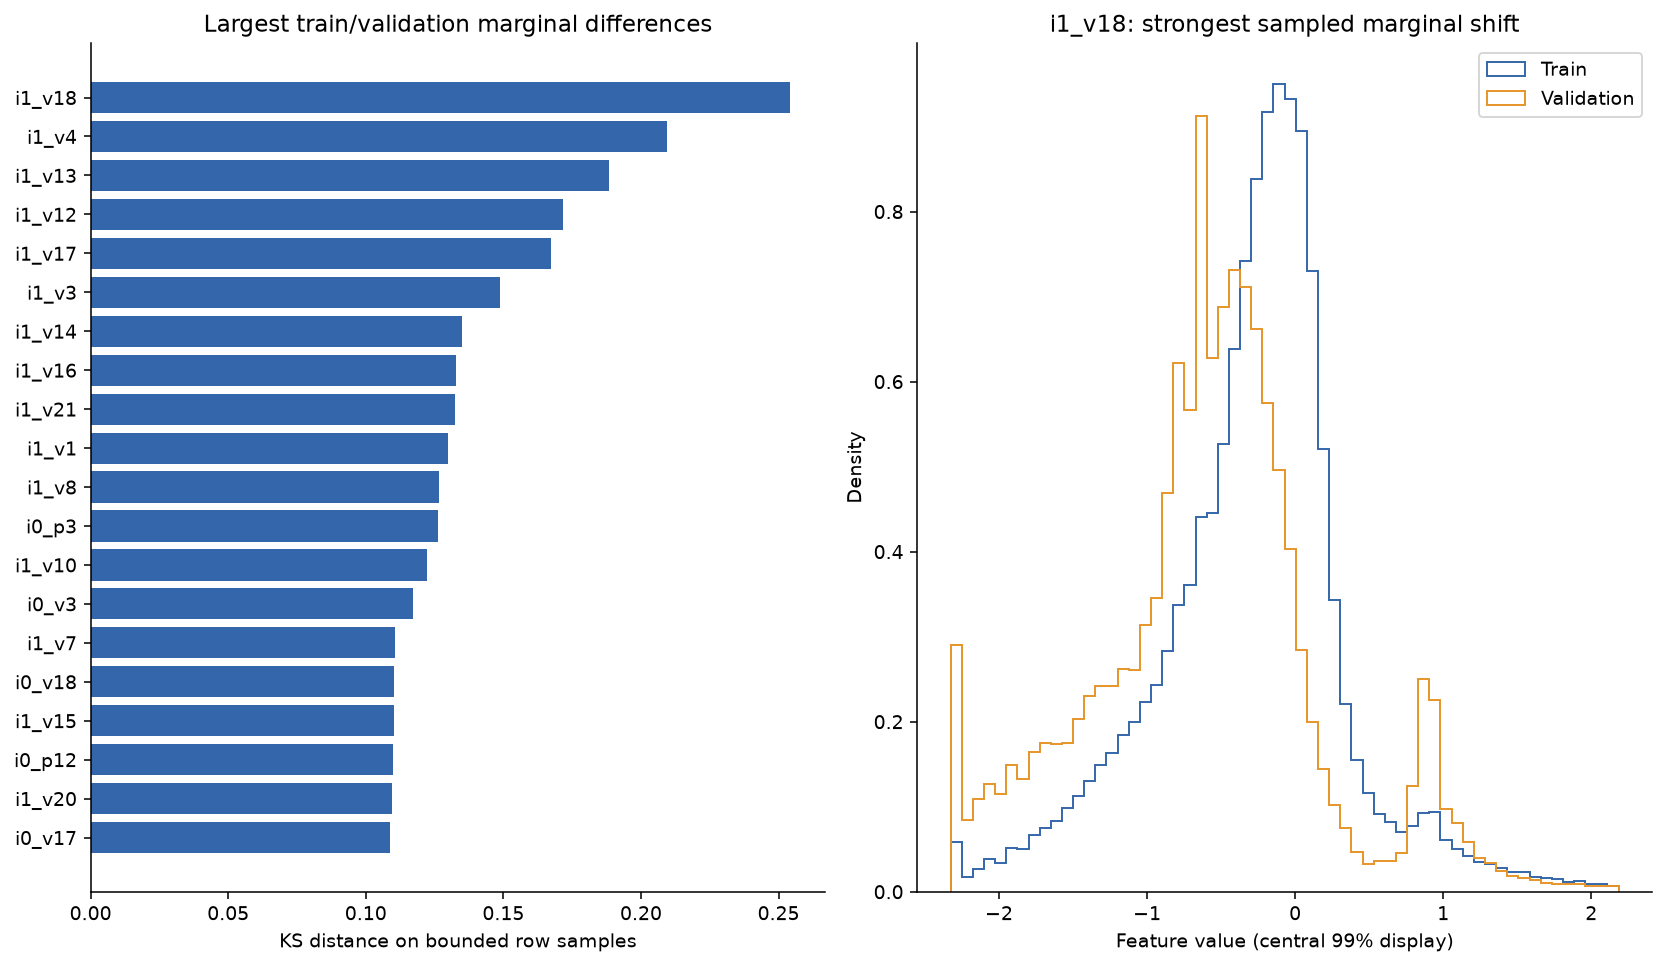 Largest train/validation marginal differences
i1_v18
i1_v4
i1_v13
i1_v12
i1_v17
i1_v3
i1_v14
i1_v16
i1_v21
i1_v1
i1_v8
i0_p3
i1_v10
i0_v3
i1_v7
i0_v18
i1_v15
i0_p12
i1_v20
i0_v17
0.00 0.05 0.10 0.15 0.20 0.25
KS distance on bounded row samples
i1_v18: strongest sampled marginal shift
Train
Validation
Density
0.8
0.6
0.4
0.2
0.0
−2 −1 0 1 2
Feature value (central 99% display)